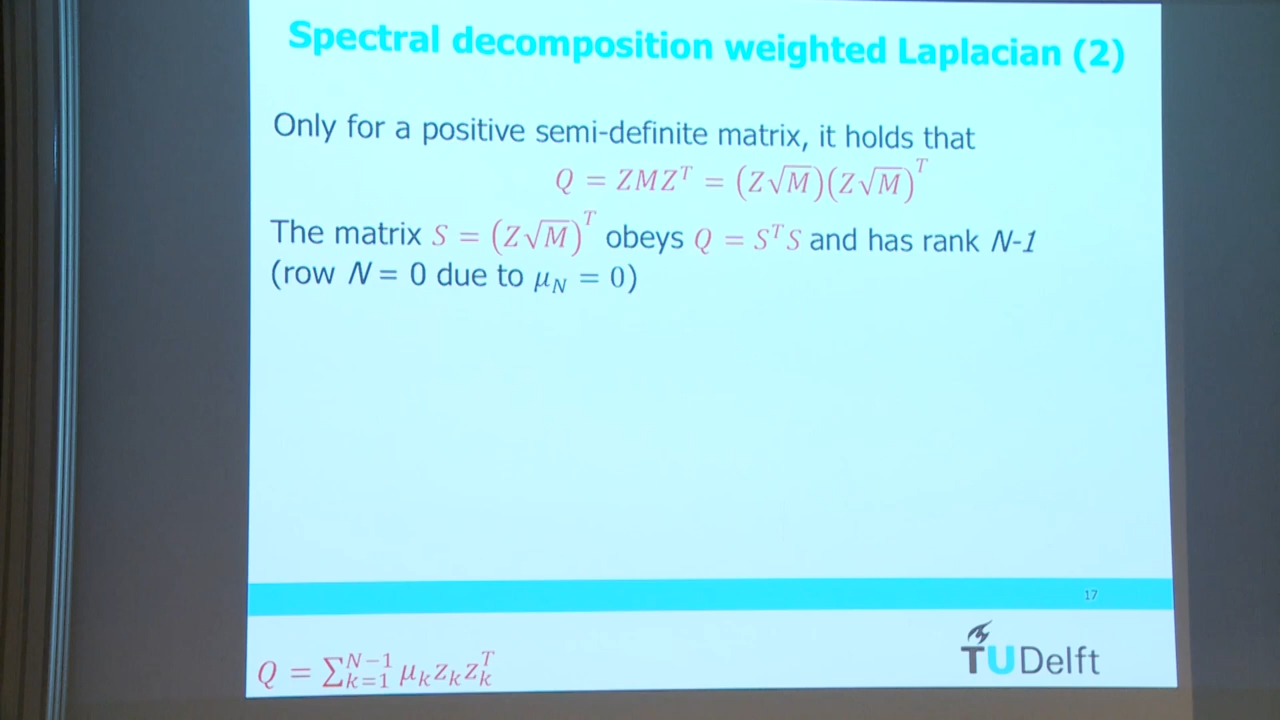 Spectral decomposition weighted Laplacian (2)
Only for a positive semi-definite matrix, it holds that
Q = ZMZ^T = (Z√M)(Z√M)^T
The matrix S = (Z√M)^T obeys Q = S^T S and has rank N-1
(row N = 0 due to μ_N = 0)
17
Q = ∑_{k=1}^{N-1} μ_k z_k z_k^T
TUDelft